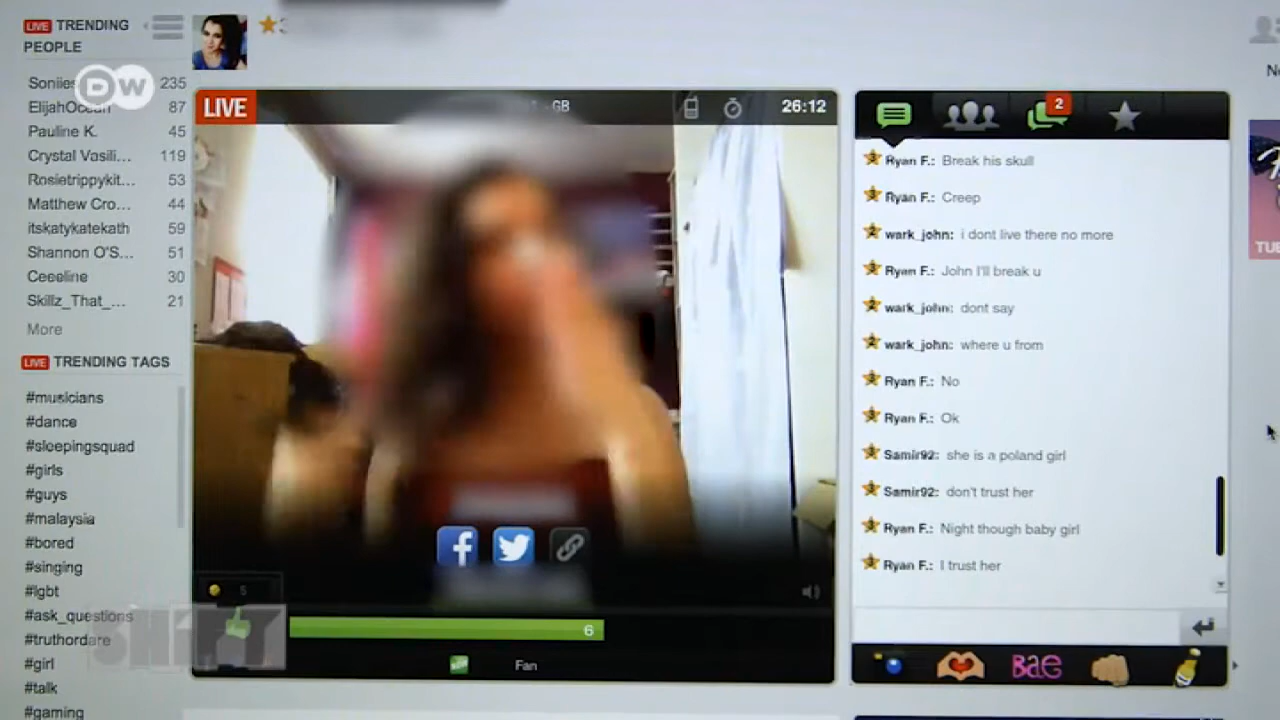 LIVE TRENDING
PEOPLE
DW
235
87
Pauline K. 45
Crystal Vasili... 119
Rosietrippykit... 53
Matthew Cro... 44
itskatykatekath 59
Shannon O'S... 51
Ceeeline 30
Skillz_That_... 21
More
LIVE TRENDING TAGS
#musicians
#dance
#sleepingsquad
#girls
#guys
#malaysia
#bored
#singing
#lgbt
#ask_questions
#truthordare
#girl
#talk
#gaming
LIVE
GB
26:12
5
6
Fan
2
Ryan F.: Break his skull
Ryan F.: Creep
wark_john: i dont live there no more
Ryan F.: John I'll break u
wark_john: dont say
wark_john: where u from
Ryan F.: No
Ryan F.: Ok
Samir92: she is a poland girl
Samir92: don't trust her
Ryan F.: Night though baby girl
Ryan F.: I trust her
BAE